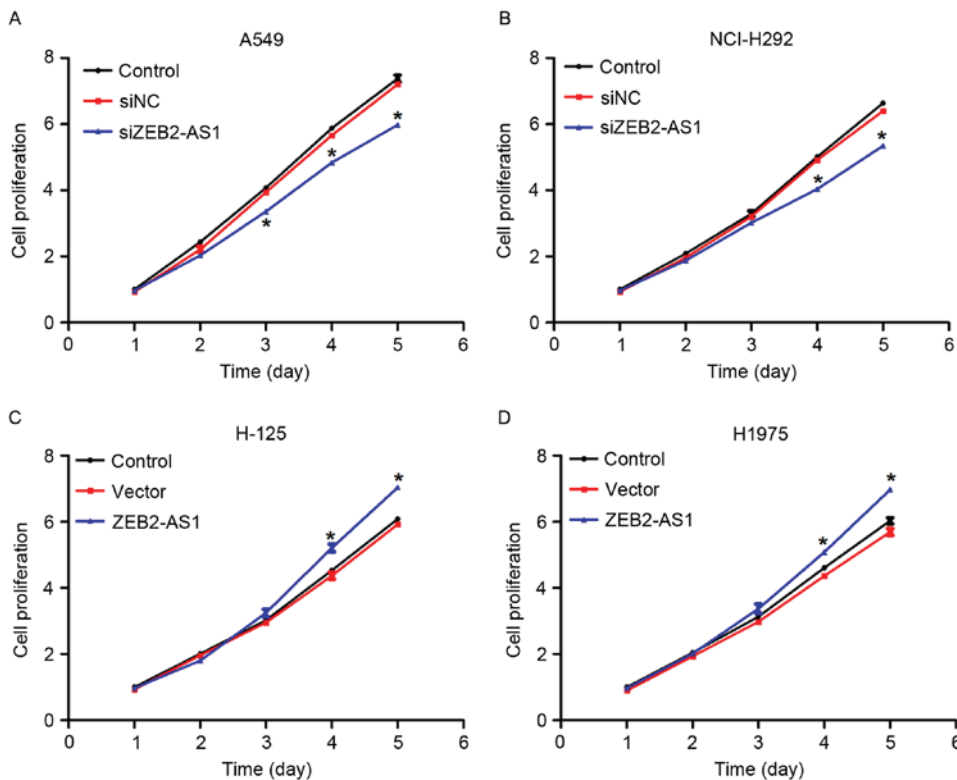 A
A549
8
6
4
2
0
Control
siNC
siZEB2-AS1
*
*
*
Cell proliferation
0 1 2 3 4 5 6
Time (day)
B
NCI-H292
8
6
4
2
0
Control
siNC
siZEB2-AS1
*
*
Cell proliferation
0 1 2 3 4 5 6
Time (day)
C
H-125
8
6
4
2
0
Control
Vector
ZEB2-AS1
*
*
Cell proliferation
0 1 2 3 4 5 6
Time (day)
D
H1975
8
6
4
2
0
Control
Vector
ZEB2-AS1
*
*
Cell proliferation
0 1 2 3 4 5 6
Time (day)